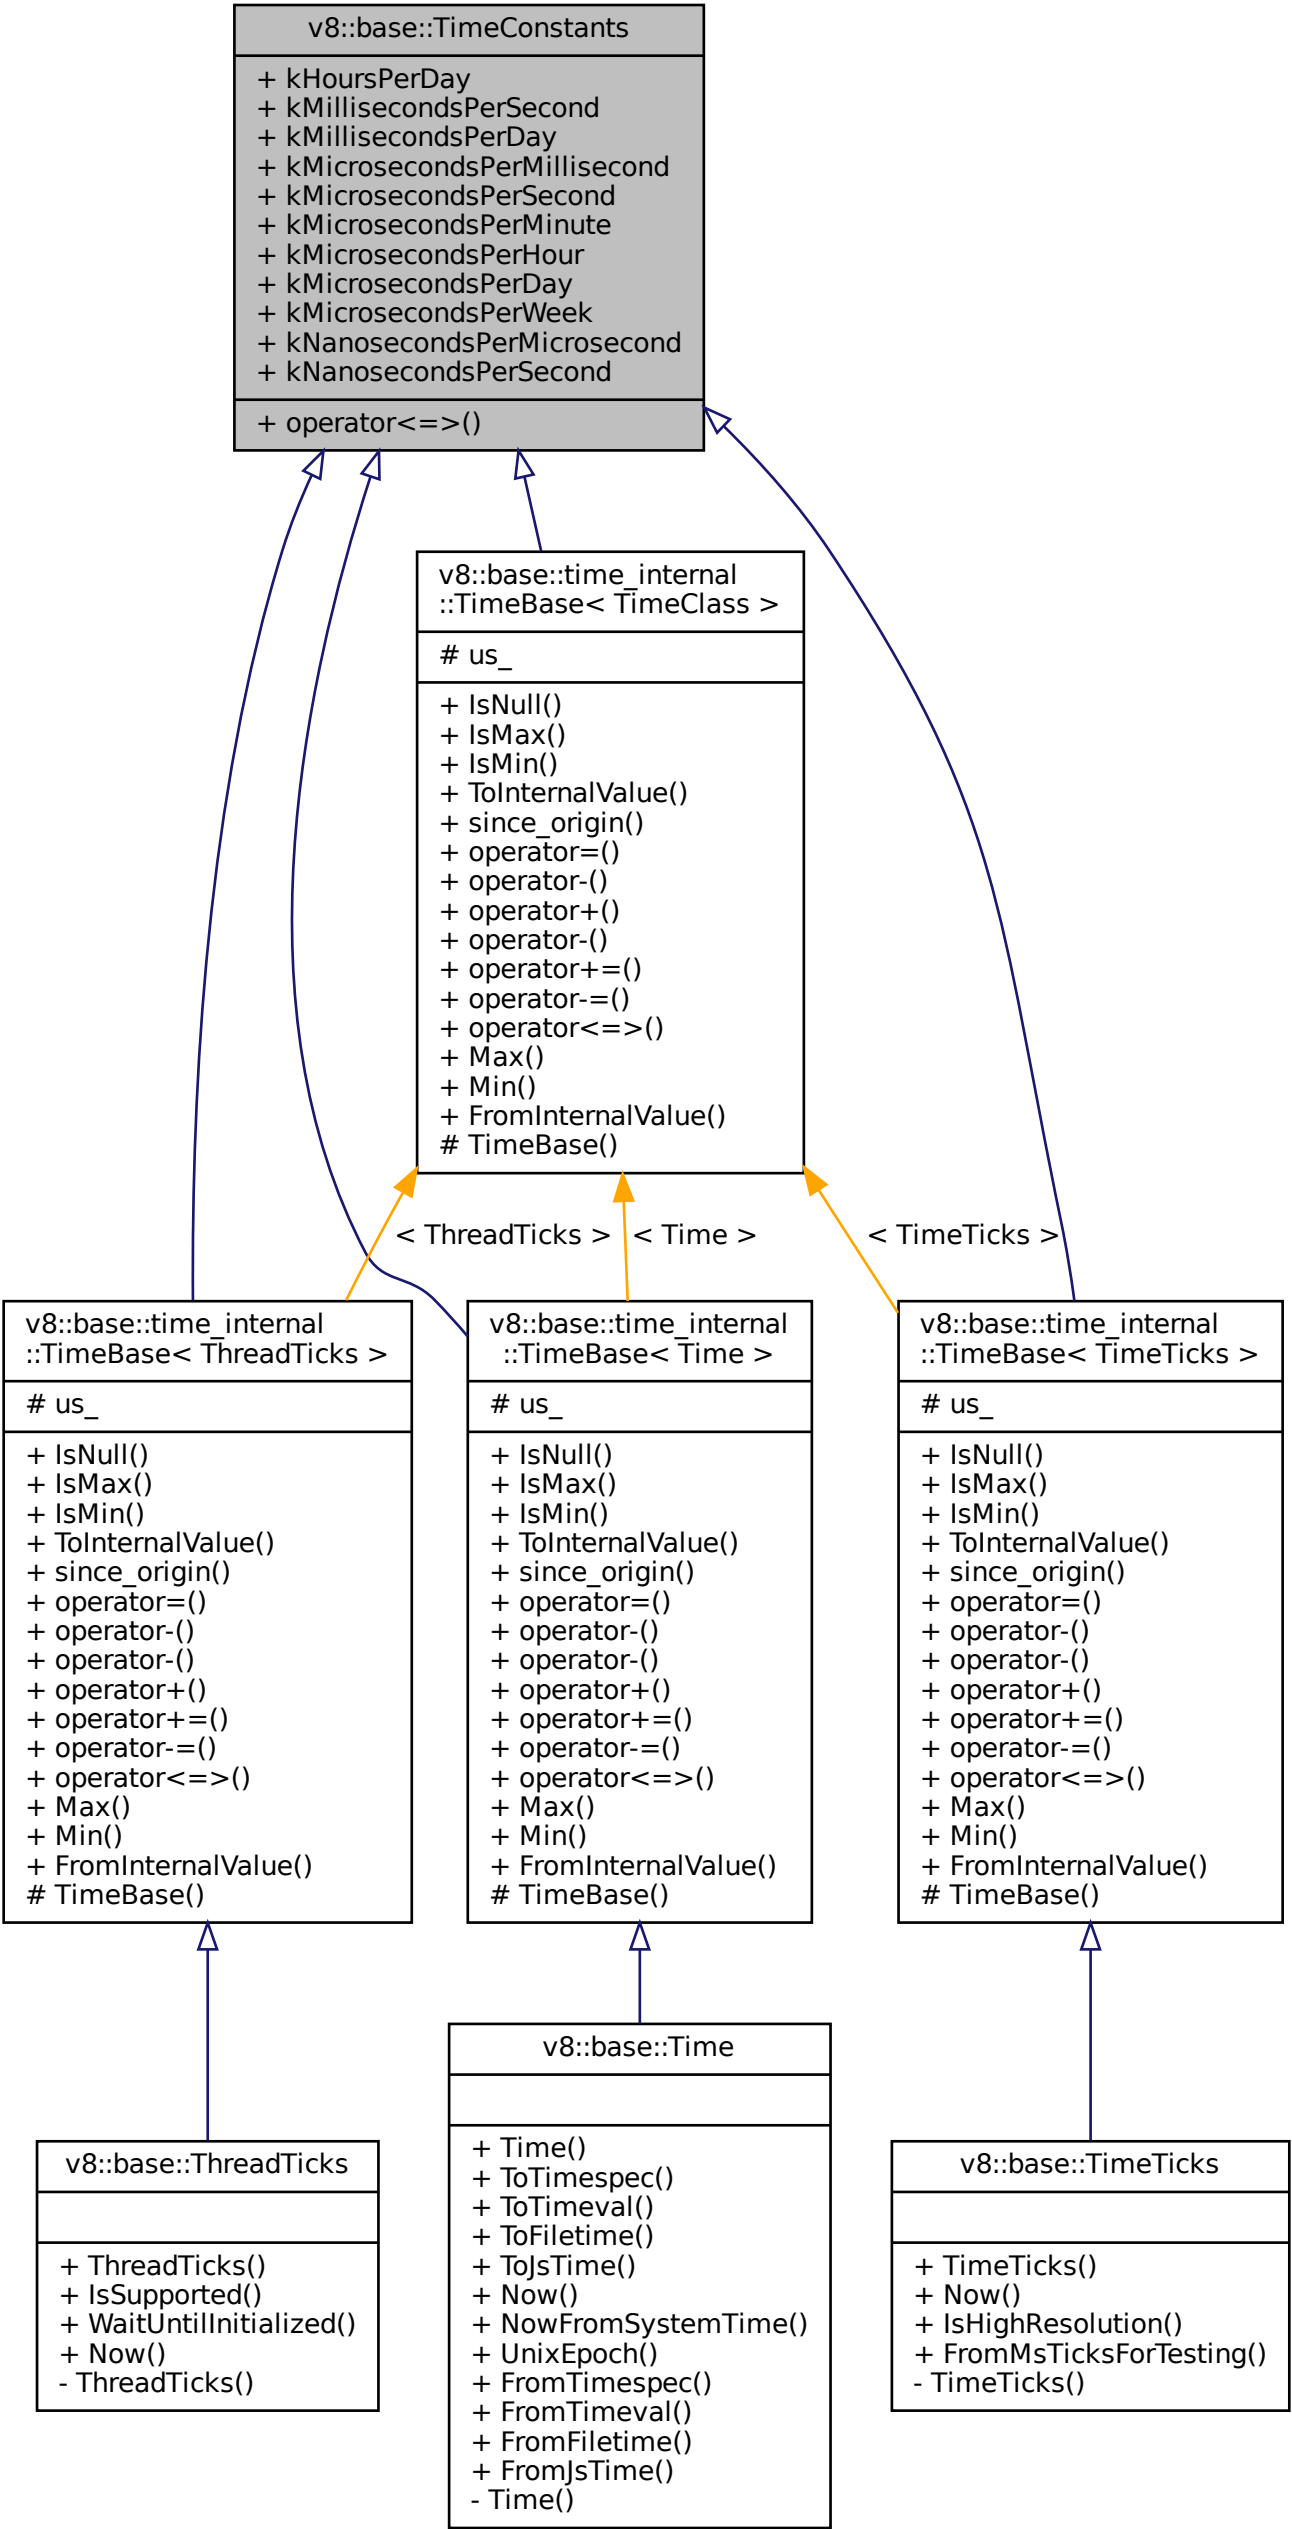 v8::base::TimeConstants
+ kHoursPerDay
+ kMillisecondsPerSecond
+ kMillisecondsPerDay
+ kMicrosecondsPerMillisecond
+ kMicrosecondsPerSecond
+ kMicrosecondsPerMinute
+ kMicrosecondsPerHour
+ kMicrosecondsPerDay
+ kMicrosecondsPerWeek
+ kNanosecondsPerMicrosecond
+ kNanosecondsPerSecond
+ operator<=>()
v8::base::time_internal
::TimeBase< TimeClass >
# us_
+ IsNull()
+ IsMax()
+ IsMin()
+ ToInternalValue()
+ since_origin()
+ operator=()
+ operator-()
+ operator+()
+ operator-()
+ operator+=()
+ operator-=()
+ operator<=>()
+ Max()
+ Min()
+ FromInternalValue()
# TimeBase()
< ThreadTicks >
< Time >
< TimeTicks >
v8::base::time_internal
::TimeBase< ThreadTicks >
# us_
+ IsNull()
+ IsMax()
+ IsMin()
+ ToInternalValue()
+ since_origin()
+ operator=()
+ operator-()
+ operator-()
+ operator+()
+ operator+=()
+ operator-=()
+ operator<=>()
+ Max()
+ Min()
+ FromInternalValue()
# TimeBase()
v8::base::time_internal
::TimeBase< Time >
# us_
+ IsNull()
+ IsMax()
+ IsMin()
+ ToInternalValue()
+ since_origin()
+ operator=()
+ operator-()
+ operator-()
+ operator+()
+ operator+=()
+ operator-=()
+ operator<=>()
+ Max()
+ Min()
+ FromInternalValue()
# TimeBase()
v8::base::time_internal
::TimeBase< TimeTicks >
# us_
+ IsNull()
+ IsMax()
+ IsMin()
+ ToInternalValue()
+ since_origin()
+ operator=()
+ operator-()
+ operator-()
+ operator+()
+ operator+=()
+ operator-=()
+ operator<=>()
+ Max()
+ Min()
+ FromInternalValue()
# TimeBase()
v8::base::ThreadTicks
+ ThreadTicks()
+ IsSupported()
+ WaitUntilInitialized()
+ Now()
- ThreadTicks()
v8::base::Time
+ Time()
+ ToTimespec()
+ ToTimeval()
+ ToFiletime()
+ ToJsTime()
+ Now()
+ NowFromSystemTime()
+ UnixEpoch()
+ FromTimespec()
+ FromTimeval()
+ FromFiletime()
+ FromJsTime()
- Time()
v8::base::TimeTicks
+ TimeTicks()
+ Now()
+ IsHighResolution()
+ FromMsTicksForTesting()
- TimeTicks()